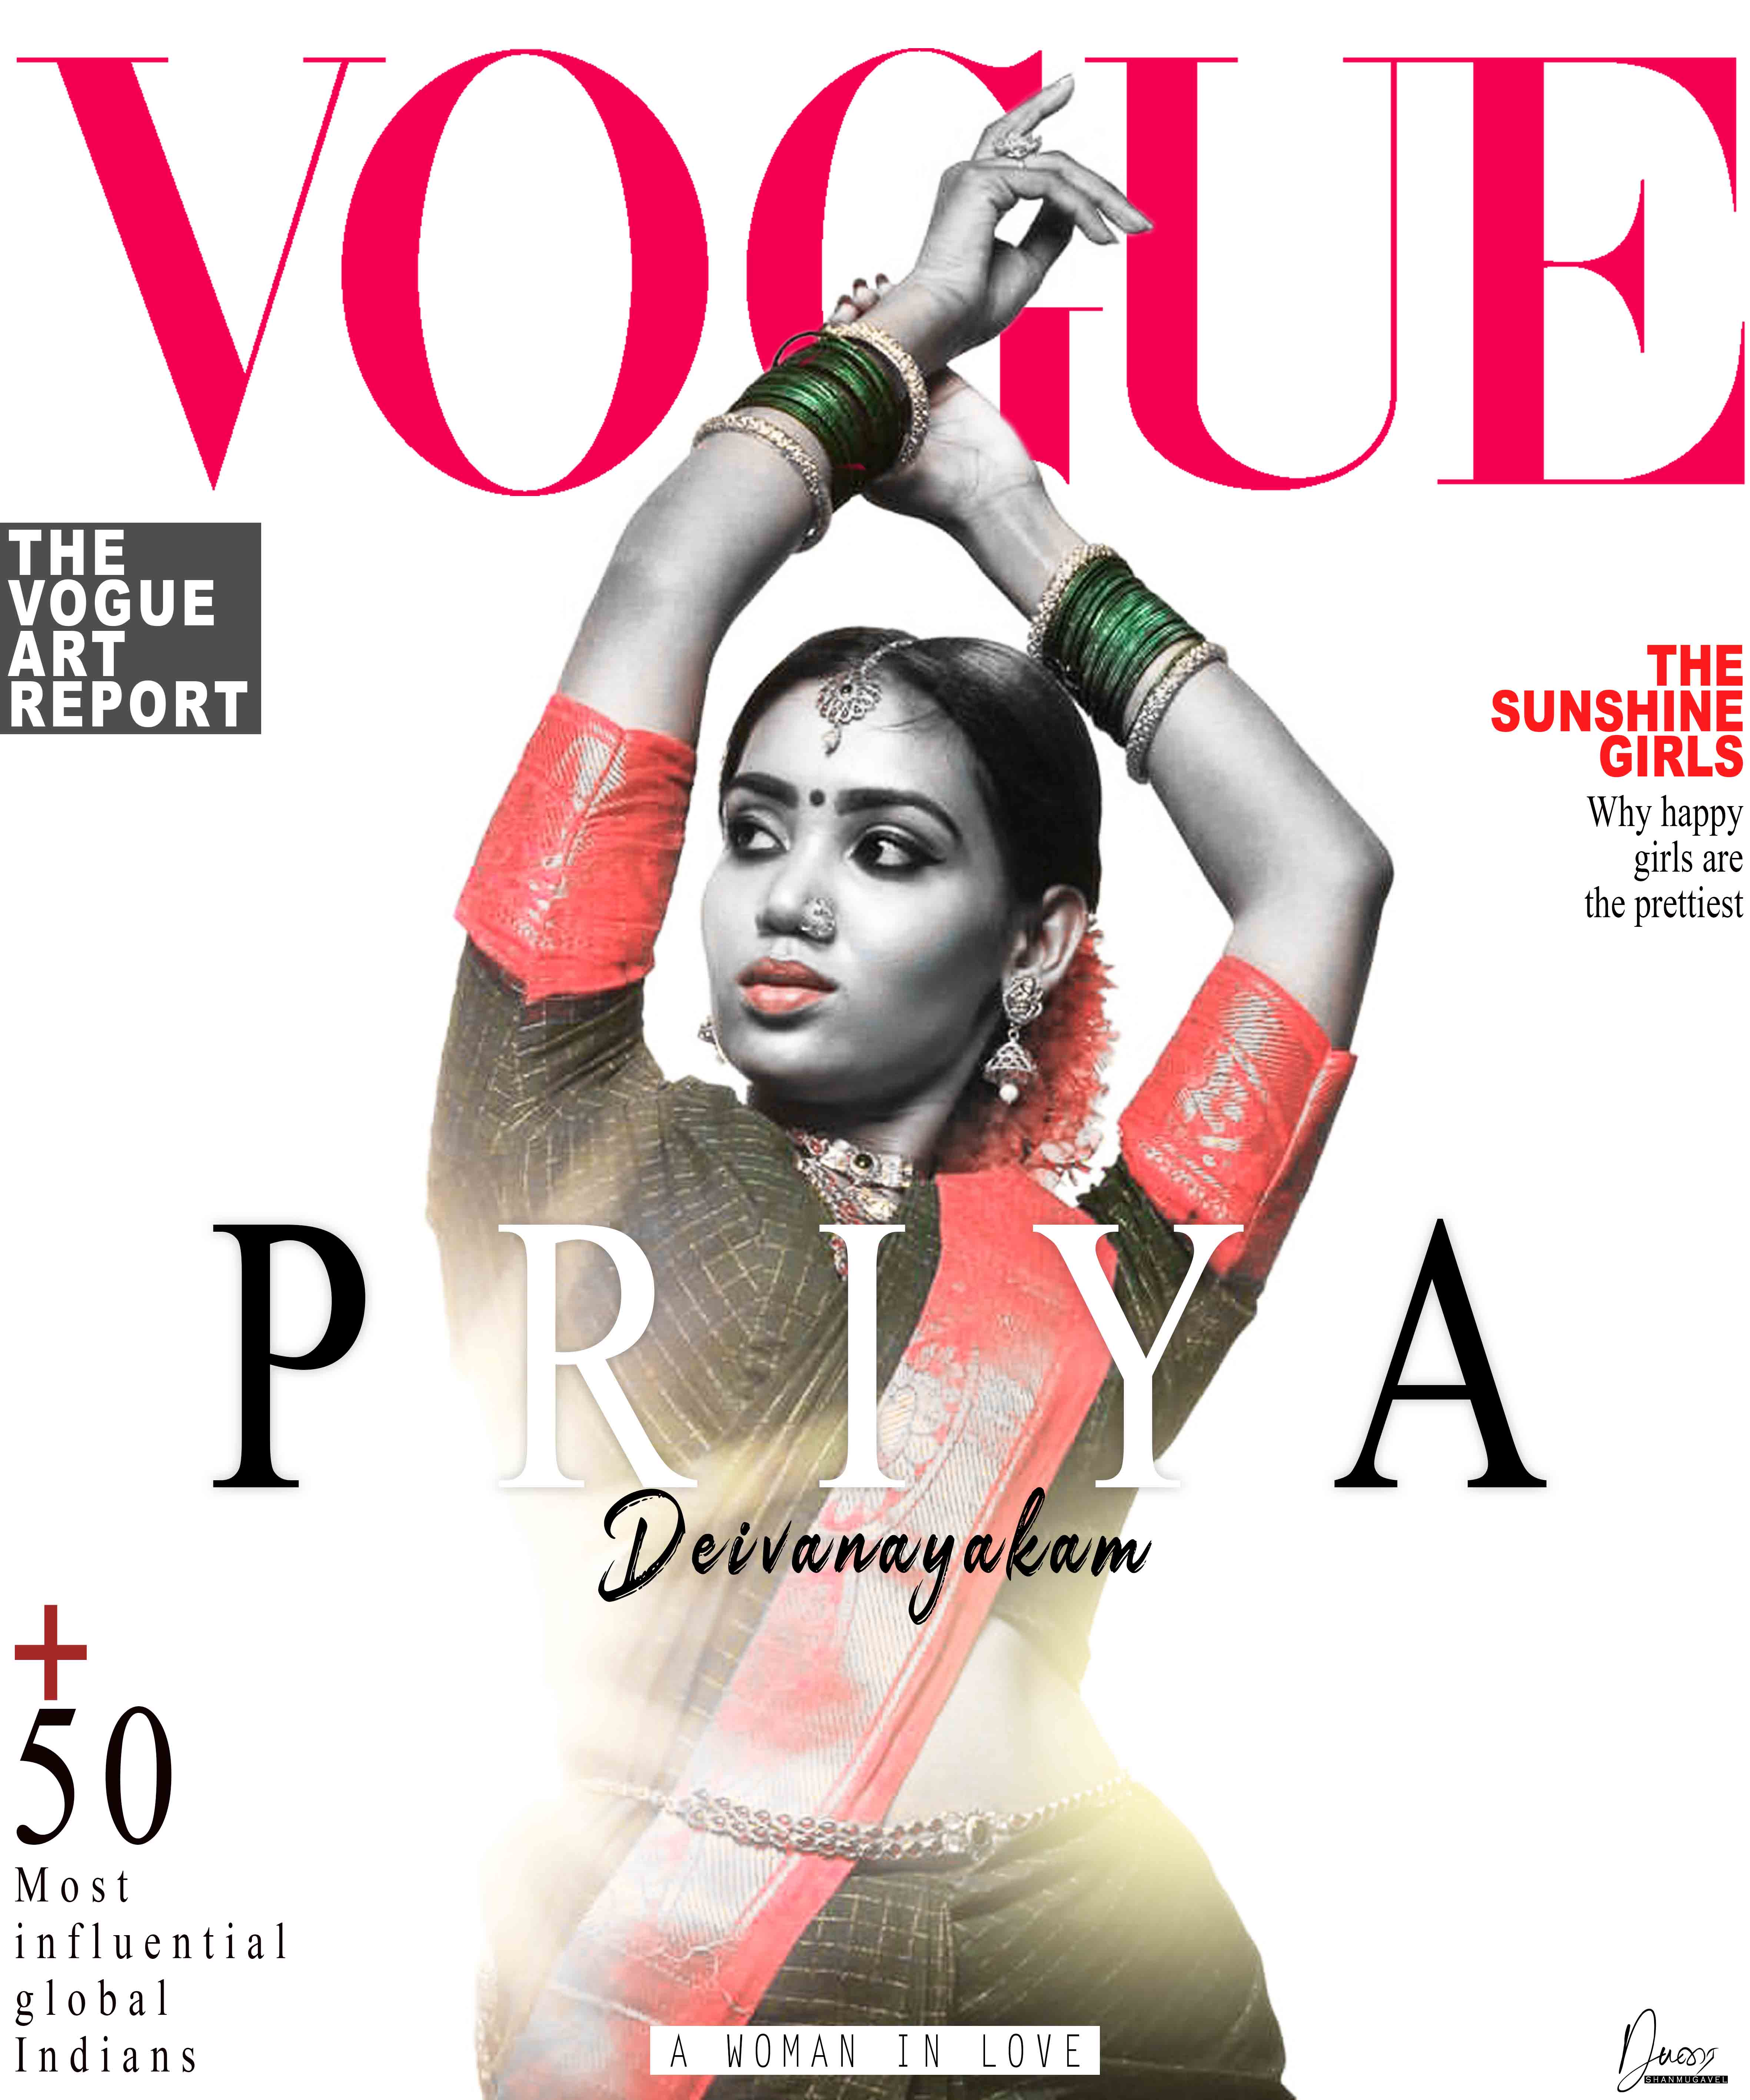 VOGUE
THE
VOGUE
ART
REPORT
THE
SUNSHINE
GIRLS
Why happy
girls are
the prettiest
PRIYA
Deivanayakam
+
50
Most
influential
global
Indians
A WOMAN IN LOVE
SHANMUGAVEL